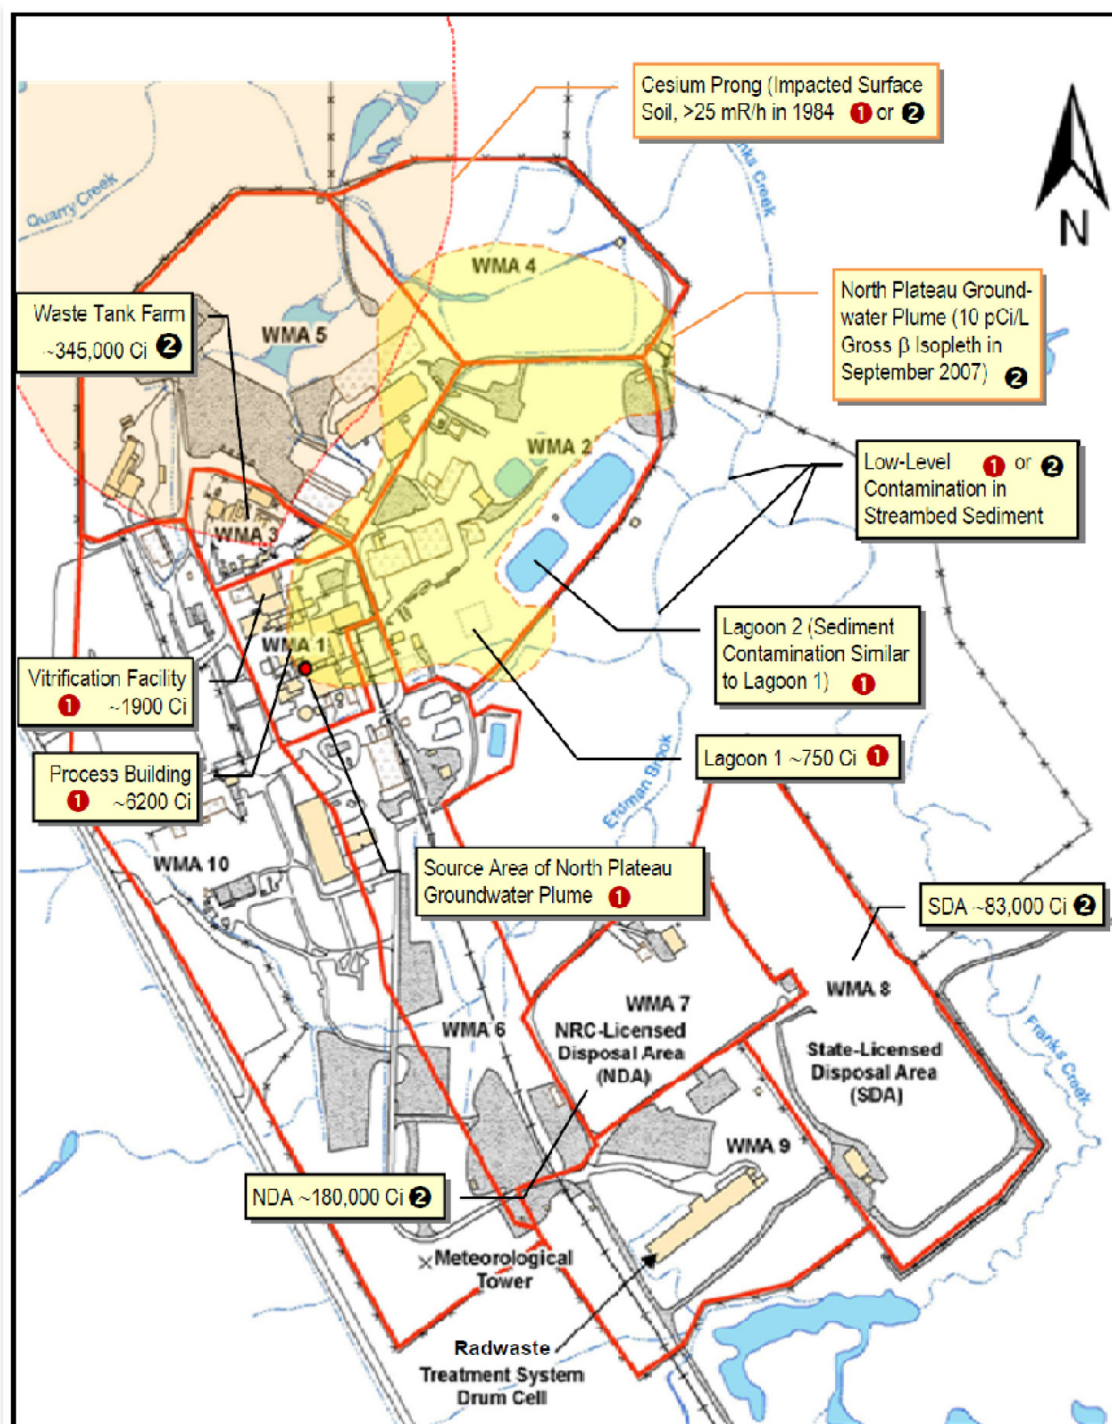 Cesium Prong (Impacted Surface
Soil, >25 mR/h in 1984 ❶ or ❷
Franks Creek
Quarry Creek
N
WMA 4
North Plateau Ground-
water Plume (10 pCi/L
Gross β Isopleth in
September 2007) ❷
Waste Tank Farm
~345,000 Ci ❷
WMA 5
WMA 2
Low-Level ❶ or ❷
Contamination in
Streambed Sediment
WMA 3
Lagoon 2 (Sediment
Contamination Similar
to Lagoon 1) ❶
WMA 1
Vitrification Facility
❶ ~1900 Ci
Lagoon 1 ~750 Ci ❶
Process Building
❶ ~6200 Ci
Erdman Brook
WMA 10
Source Area of North Plateau
Groundwater Plume ❶
SDA ~83,000 Ci ❷
WMA 8
WMA 7
NRC-Licensed
Disposal Area
(NDA)
WMA 6
State-Licensed
Disposal Area
(SDA)
Franks Creek
WMA 9
NDA ~180,000 Ci ❷
Meteorological
Tower
Radwaste
Treatment System
Drum Cell